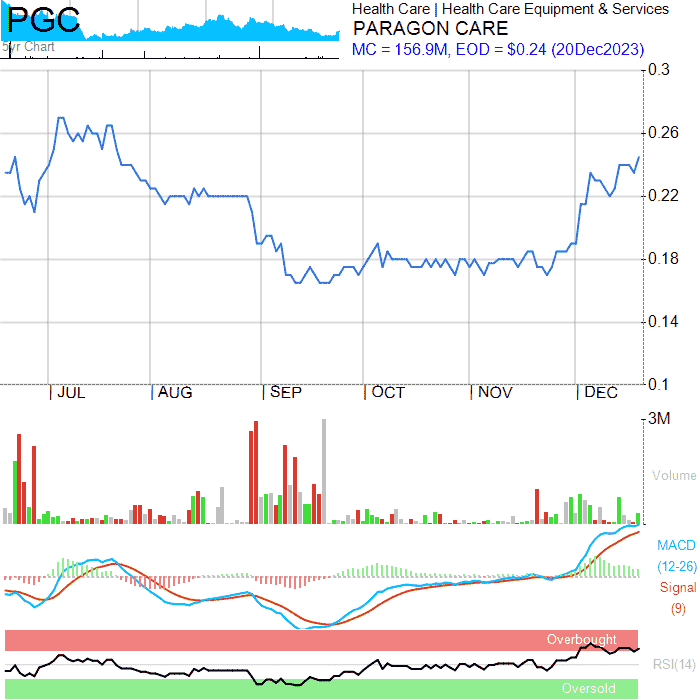 PGC
5yr Chart
Health Care | Health Care Equipment & Services
PARAGON CARE
MC = 156.9M, EOD = $0.24 (20Dec2023)
0.3
0.26
0.22
0.18
0.14
0.1
JUL AUG SEP OCT NOV DEC
3M
Volume
MACD
(12-26)
Signal
(9)
Overbought
RSI(14)
Oversold